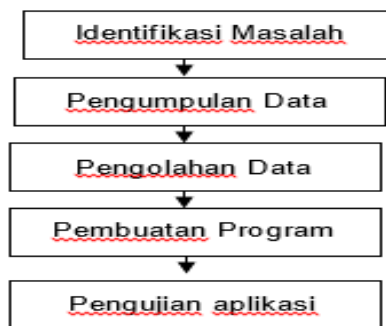 Identifikasi Masalah
Pengumpulan Data
Pengolahan Data
Pembuatan Program
Pengujian aplikasi